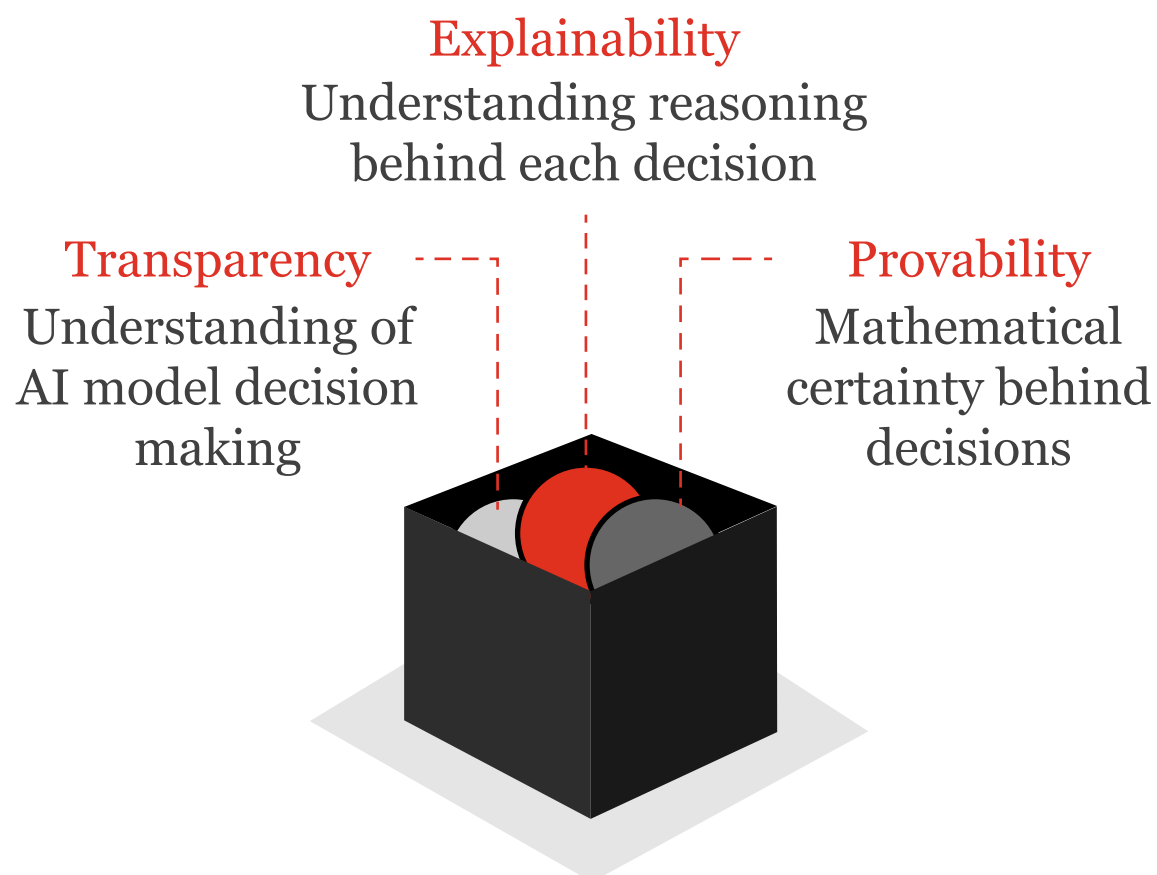 Explainability
Understanding reasoning
behind each decision
Transparency
Understanding of
AI model decision
making
Provability
Mathematical
certainty behind
decisions